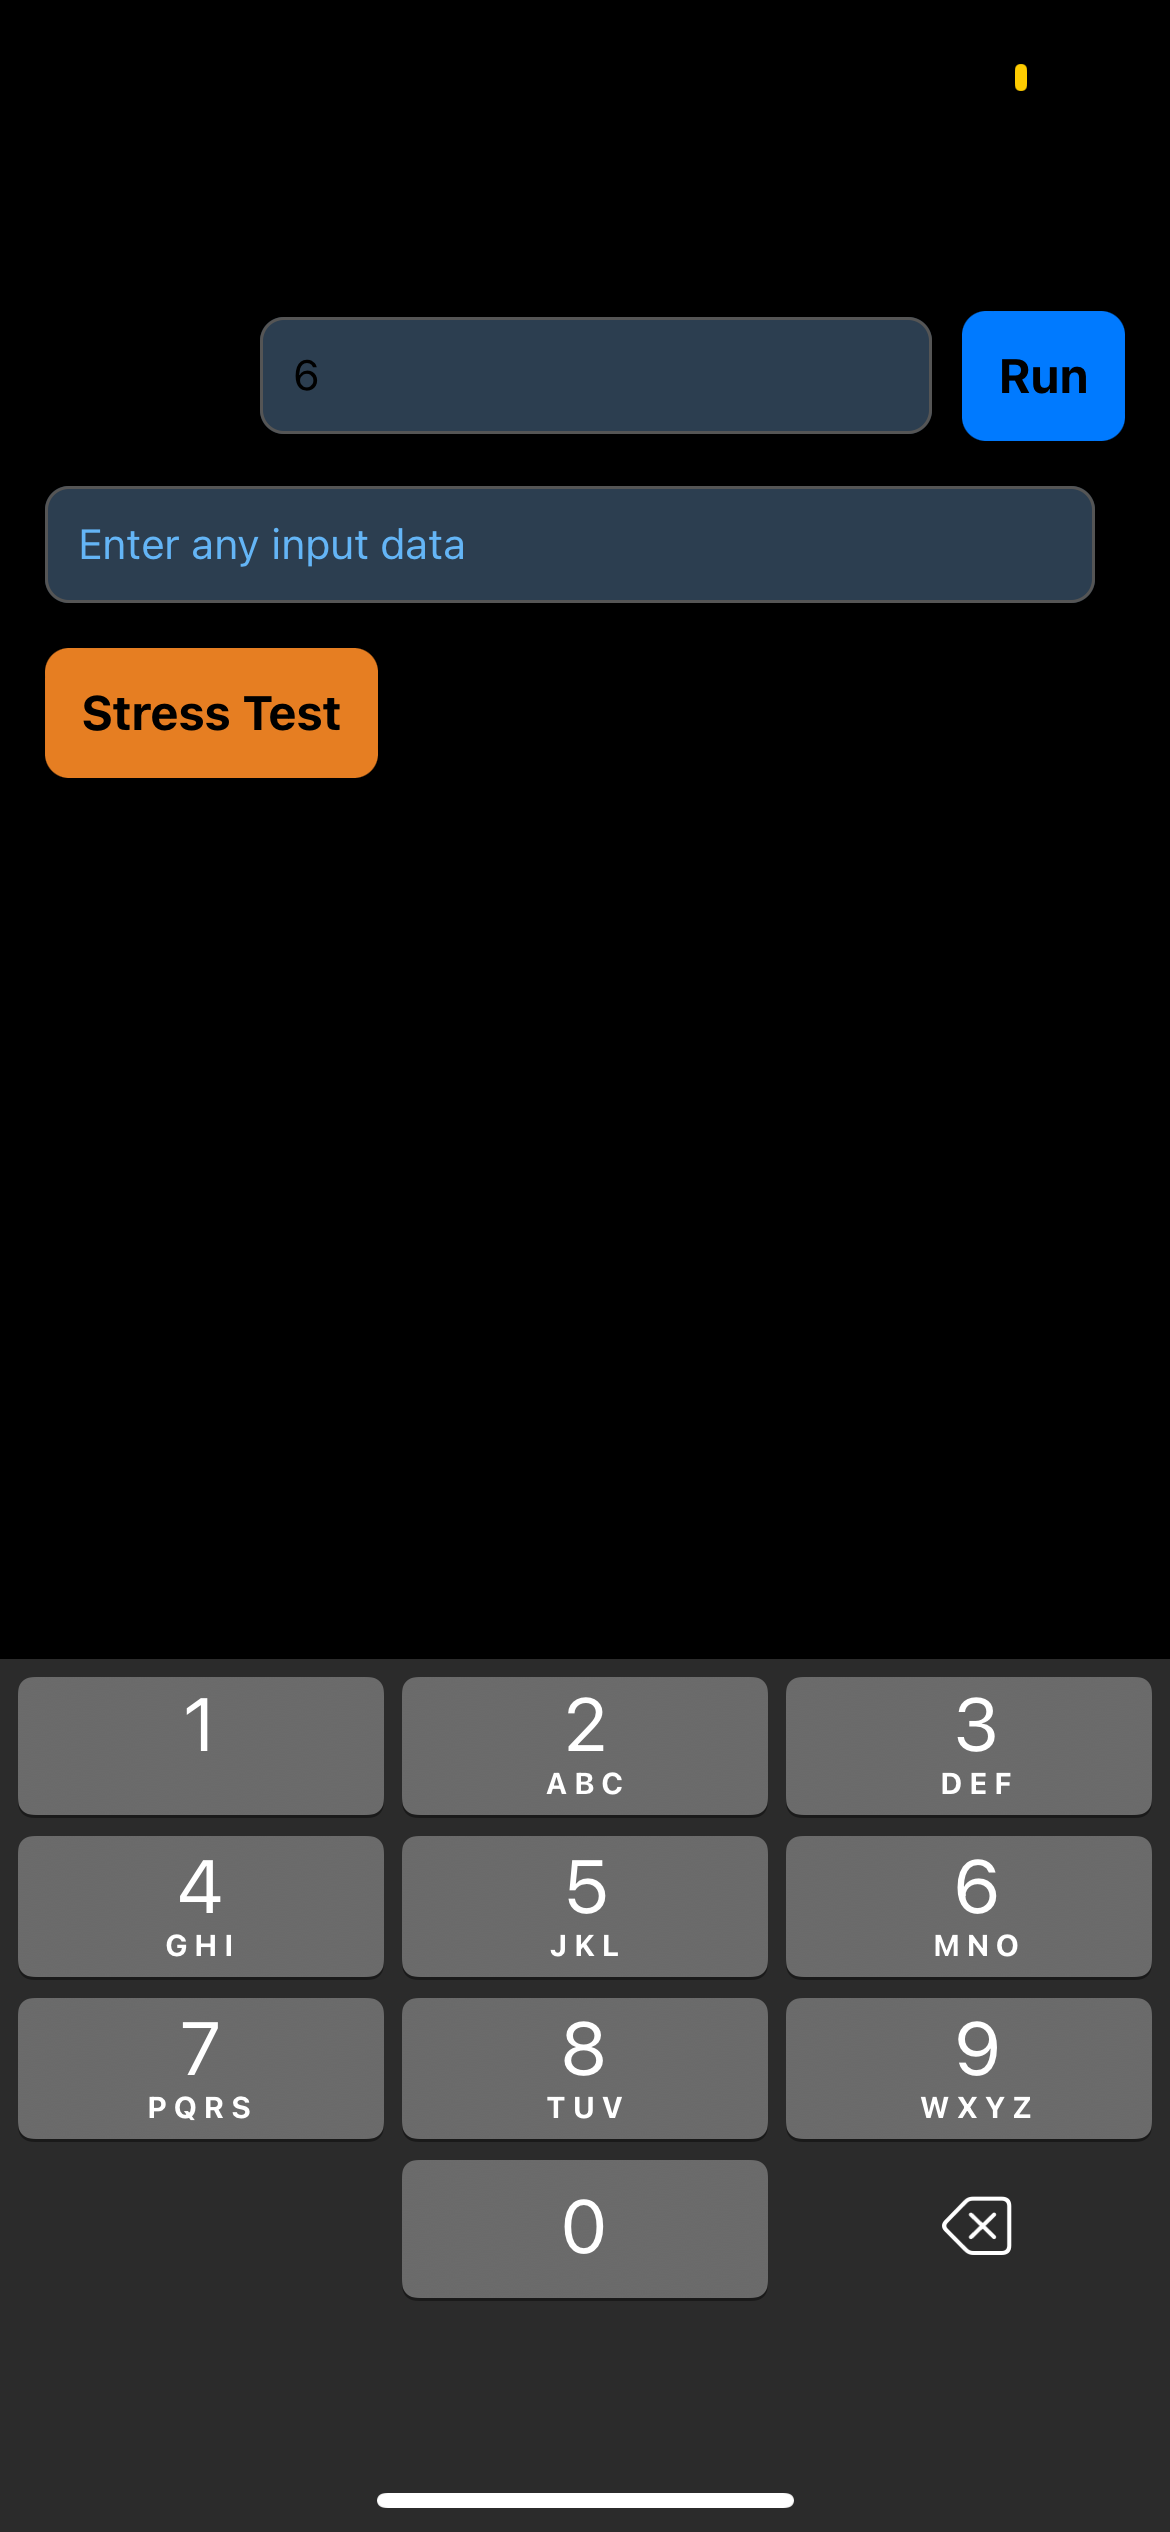 6
Run
Enter any input data
Stress Test
1
2
3
ABC
DEF
4
5
6
GHI
JKL
MNO
7
8
9
PQRS
TUV
WXYZ
0